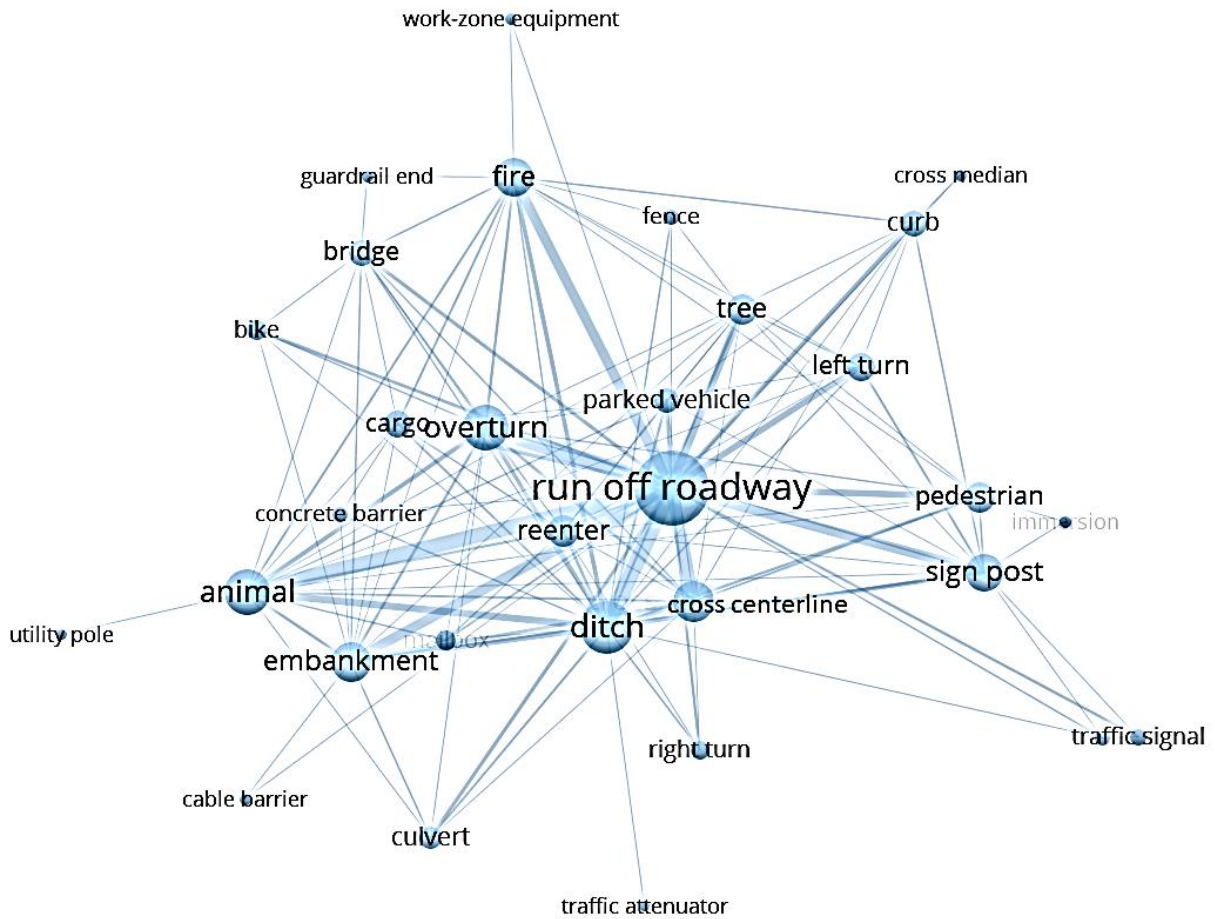 work-zone equipment
guardrail end
fire
cross median
fence
curb
bridge
tree
bike
left turn
parked vehicle
cargo
overturn
run off roadway
pedestrian
concrete barrier
immersion
reenter
sign post
animal
cross centerline
utility pole
ditch
mailbox
embankment
traffic signal
right turn
cable barrier
culvert
traffic attenuator